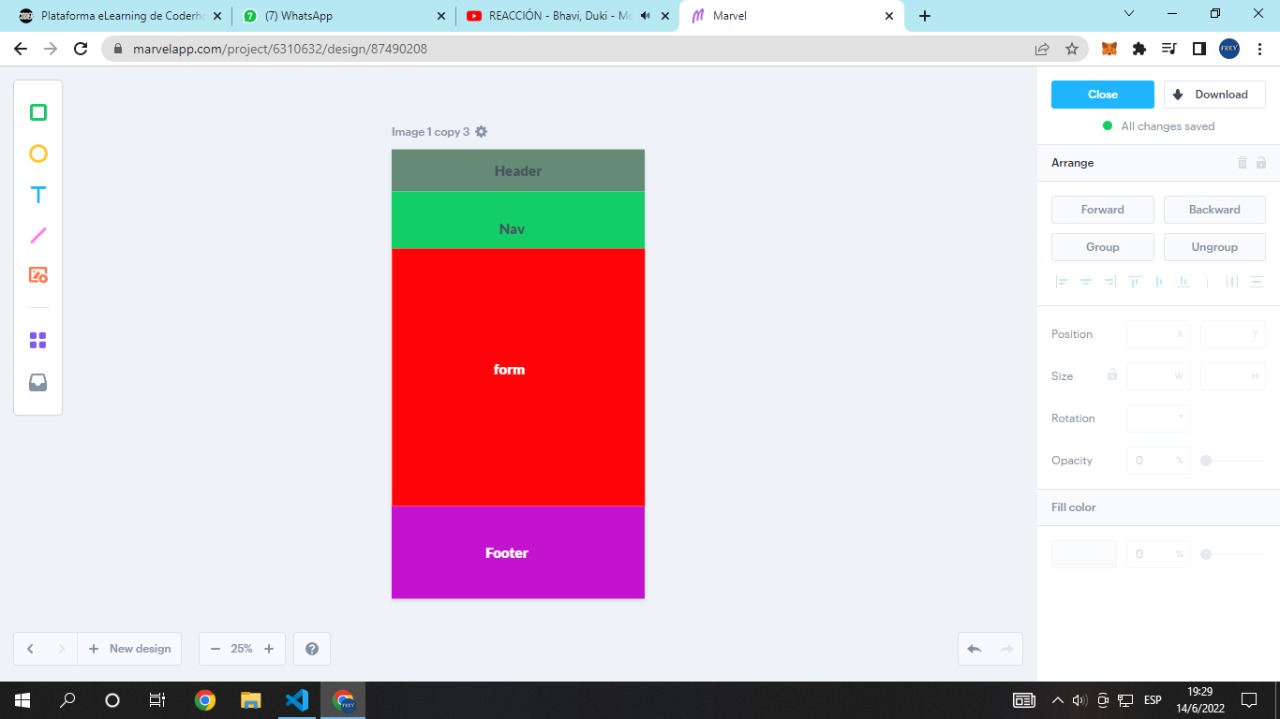 Plataforma eLearning de Coderho
(7) WhatsApp
REACCIÓN - Bhavi, Duki - Mo
Marvel
marvelapp.com/project/6310632/design/87490208
FREY
Close
Download
All changes saved
Image 1 copy 3
Arrange
Header
Forward
Backward
Nav
Group
Ungroup
Position
X
Y
form
Size
W
H
Rotation
°
Opacity
0
%
Fill color
Footer
0
%
New design
25%
ESP
19:29
14/6/2022